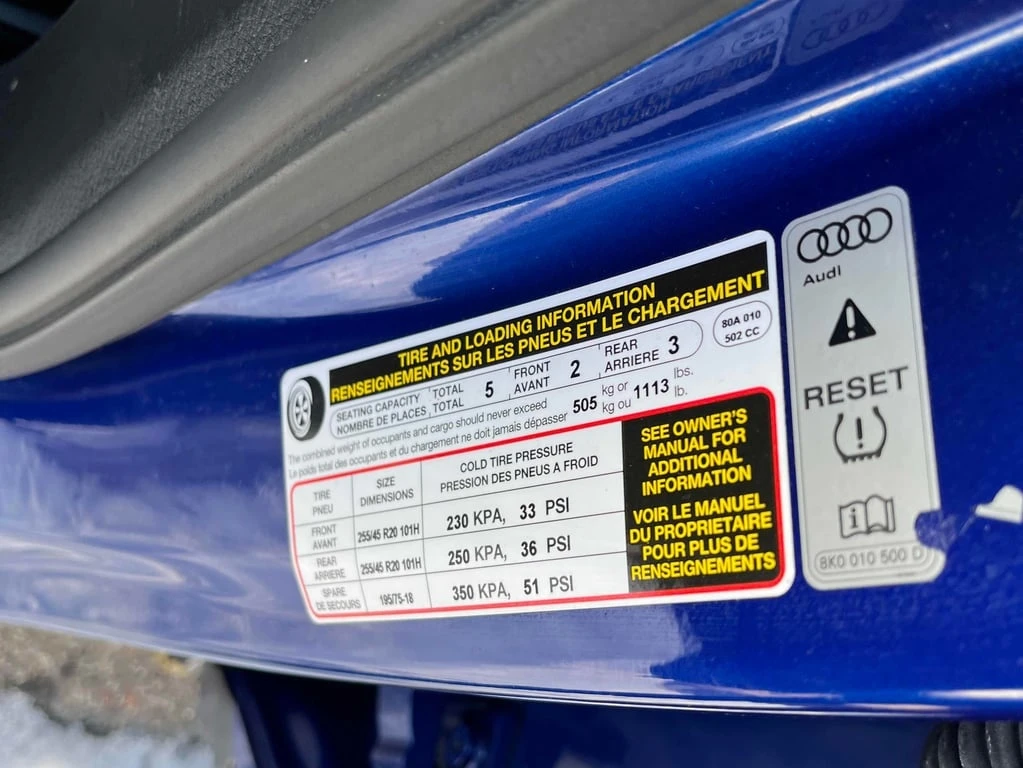 TIRE AND LOADING INFORMATION
RENSEIGNEMENTS SUR LES PNEUS ET LE CHARGEMENT
SEATING CAPACITY TOTAL 5 FRONT 2 REAR 3
NOMBRE DE PLACES TOTAL AVANT ARRIERE
80A 010
502 CC
The combined weight of occupants and cargo should never exceed 505 kg or 1113 lbs.
Le poids total des occupants et du chargement ne doit jamais dépasser kg ou lb.
TIRE SIZE COLD TIRE PRESSURE
PNEU DIMENSIONS PRESSION DES PNEUS A FROID
FRONT 255/45 R20 101H 230 KPA, 33 PSI
AVANT
REAR 255/45 R20 101H 250 KPA, 36 PSI
ARRIERE
SPARE 195/75-18 350 KPA, 51 PSI
DE SECOURS
SEE OWNER'S
MANUAL FOR
ADDITIONAL
INFORMATION
VOIR LE MANUEL
DU PROPRIETAIRE
POUR PLUS DE
RENSEIGNEMENTS
Audi
RESET
8K0 010 500 D